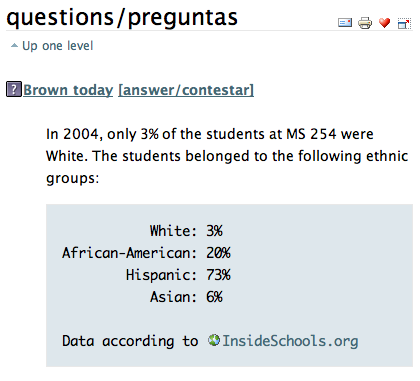 questions/preguntas
Up one level
? Brown today [answer/contestar]
In 2004, only 3% of the students at MS 254 were
White. The students belonged to the following ethnic
groups:
White: 3%
African-American: 20%
Hispanic: 73%
Asian: 6%
Data according to InsideSchools.org